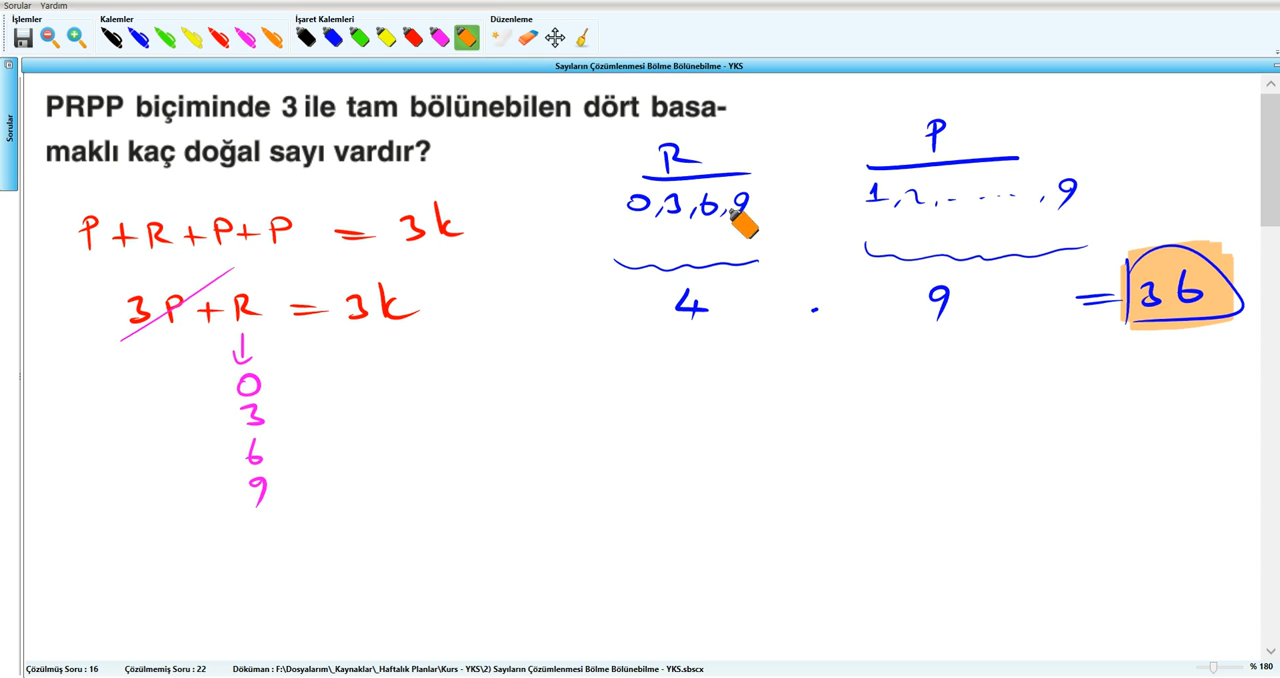 Sorular Yardım
İşlemler Kalemler İşaret Kalemleri Düzenleme
Sayıların Çözümlenmesi Bölme Bölünebilme - YKS
Sorular
PRPP biçiminde 3 ile tam bölünebilen dört basa-
maklı kaç doğal sayı vardır?
P+R+P+P = 3k
3P+R = 3k
0
3
6
9
R
0,3,6,9
4 . 9 = 36
P
1,2,.......,9
Çözülmüş Soru : 16 Çözülmemiş Soru : 22 Döküman : F:\Dosyalarım\_Kaynaklar\_Haftalık Planlar\Kurs - YKS\2) Sayıların Çözümlenmesi Bölme Bölünebilme - YKS.sbscx % 180